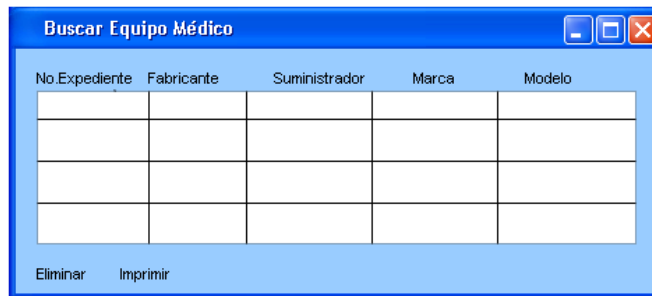 Buscar Equipo Médico
No.Expediente Fabricante Suministrador Marca Modelo
Eliminar Imprimir